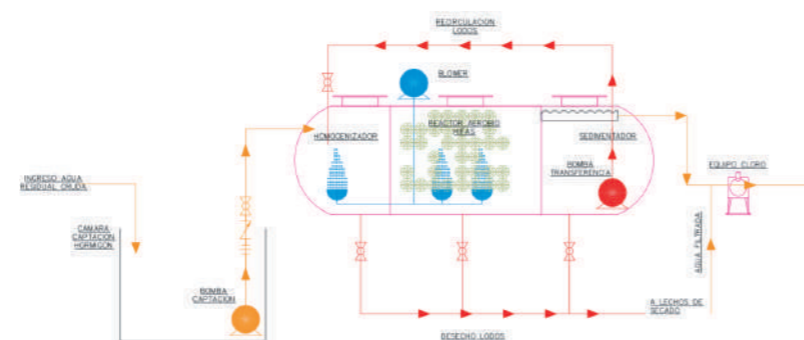 RECIRCULACION
LODOS
BLOWER
HOMOGENIZADOR
REACTOR AEROBIO
HIFAS
SEDIMENTADOR
BOMBA
TRANSFERENCIA
EQUIPO CLORO
INGRESO AGUA
RESIDUAL CRUDA
CAMARA
CAPTACION
HORMIGON
BOMBA
CAPTACION
AGUA FILTRADA
A LECHOS DE
SECADO
DESECHO LODOS